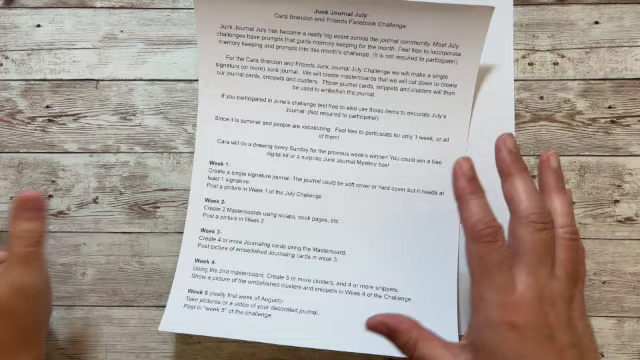 Junk Journal July
Cara Brandon and Friends Facebook Challenge
Junk Journal July has become a really big event across the journal community. Most July
challenges have prompts that guide memory keeping for the month. Feel free to incorporate
memory keeping and prompts into this month's challenge. (It is not required to participate!)
For the Cara Brandon and Friends Junk Journal July Challenge we will make a single
signature (or more) Junk Journal. We will create masterboards that we will cut down to create
our journal cards, snippets and clusters. These journal cards, snippets and clusters will then
be used to embellish the journal.
If you participated in June's challenge feel free to also use those items to decorate July's
Journal! (Not required to participate)
Since it is summer and people are vacationing. Feel free to participate for only 1 week, or all
of them!
Cara will do a drawing every Sunday for the previous week's winner! You could win a free
digital kit or a surprise Junk Journal Mystery box!
Week 1-
Create a single signature journal. The journal could be soft cover or hard cover but it needs at
least 1 signature.
Post a picture in Week 1 of the July Challenge
Week 2-
Create 2 Masterboards using scraps, book pages, etc
Post a picture in Week 2
Week 3-
Create 4 or more Journaling cards using the Masterboard.
Post picture of embellished Journaling cards in week 3
Week 4-
Using the 2nd masterboard, Create 3 or more clusters, and 4 or more snippets.
Show a picture of the embellished clusters and snippets in Week 4 of the Challenge.
Week 5 (really first week of August)-
Take pictures or a video of your decorated journal.
Post in "week 5" of the challenge.